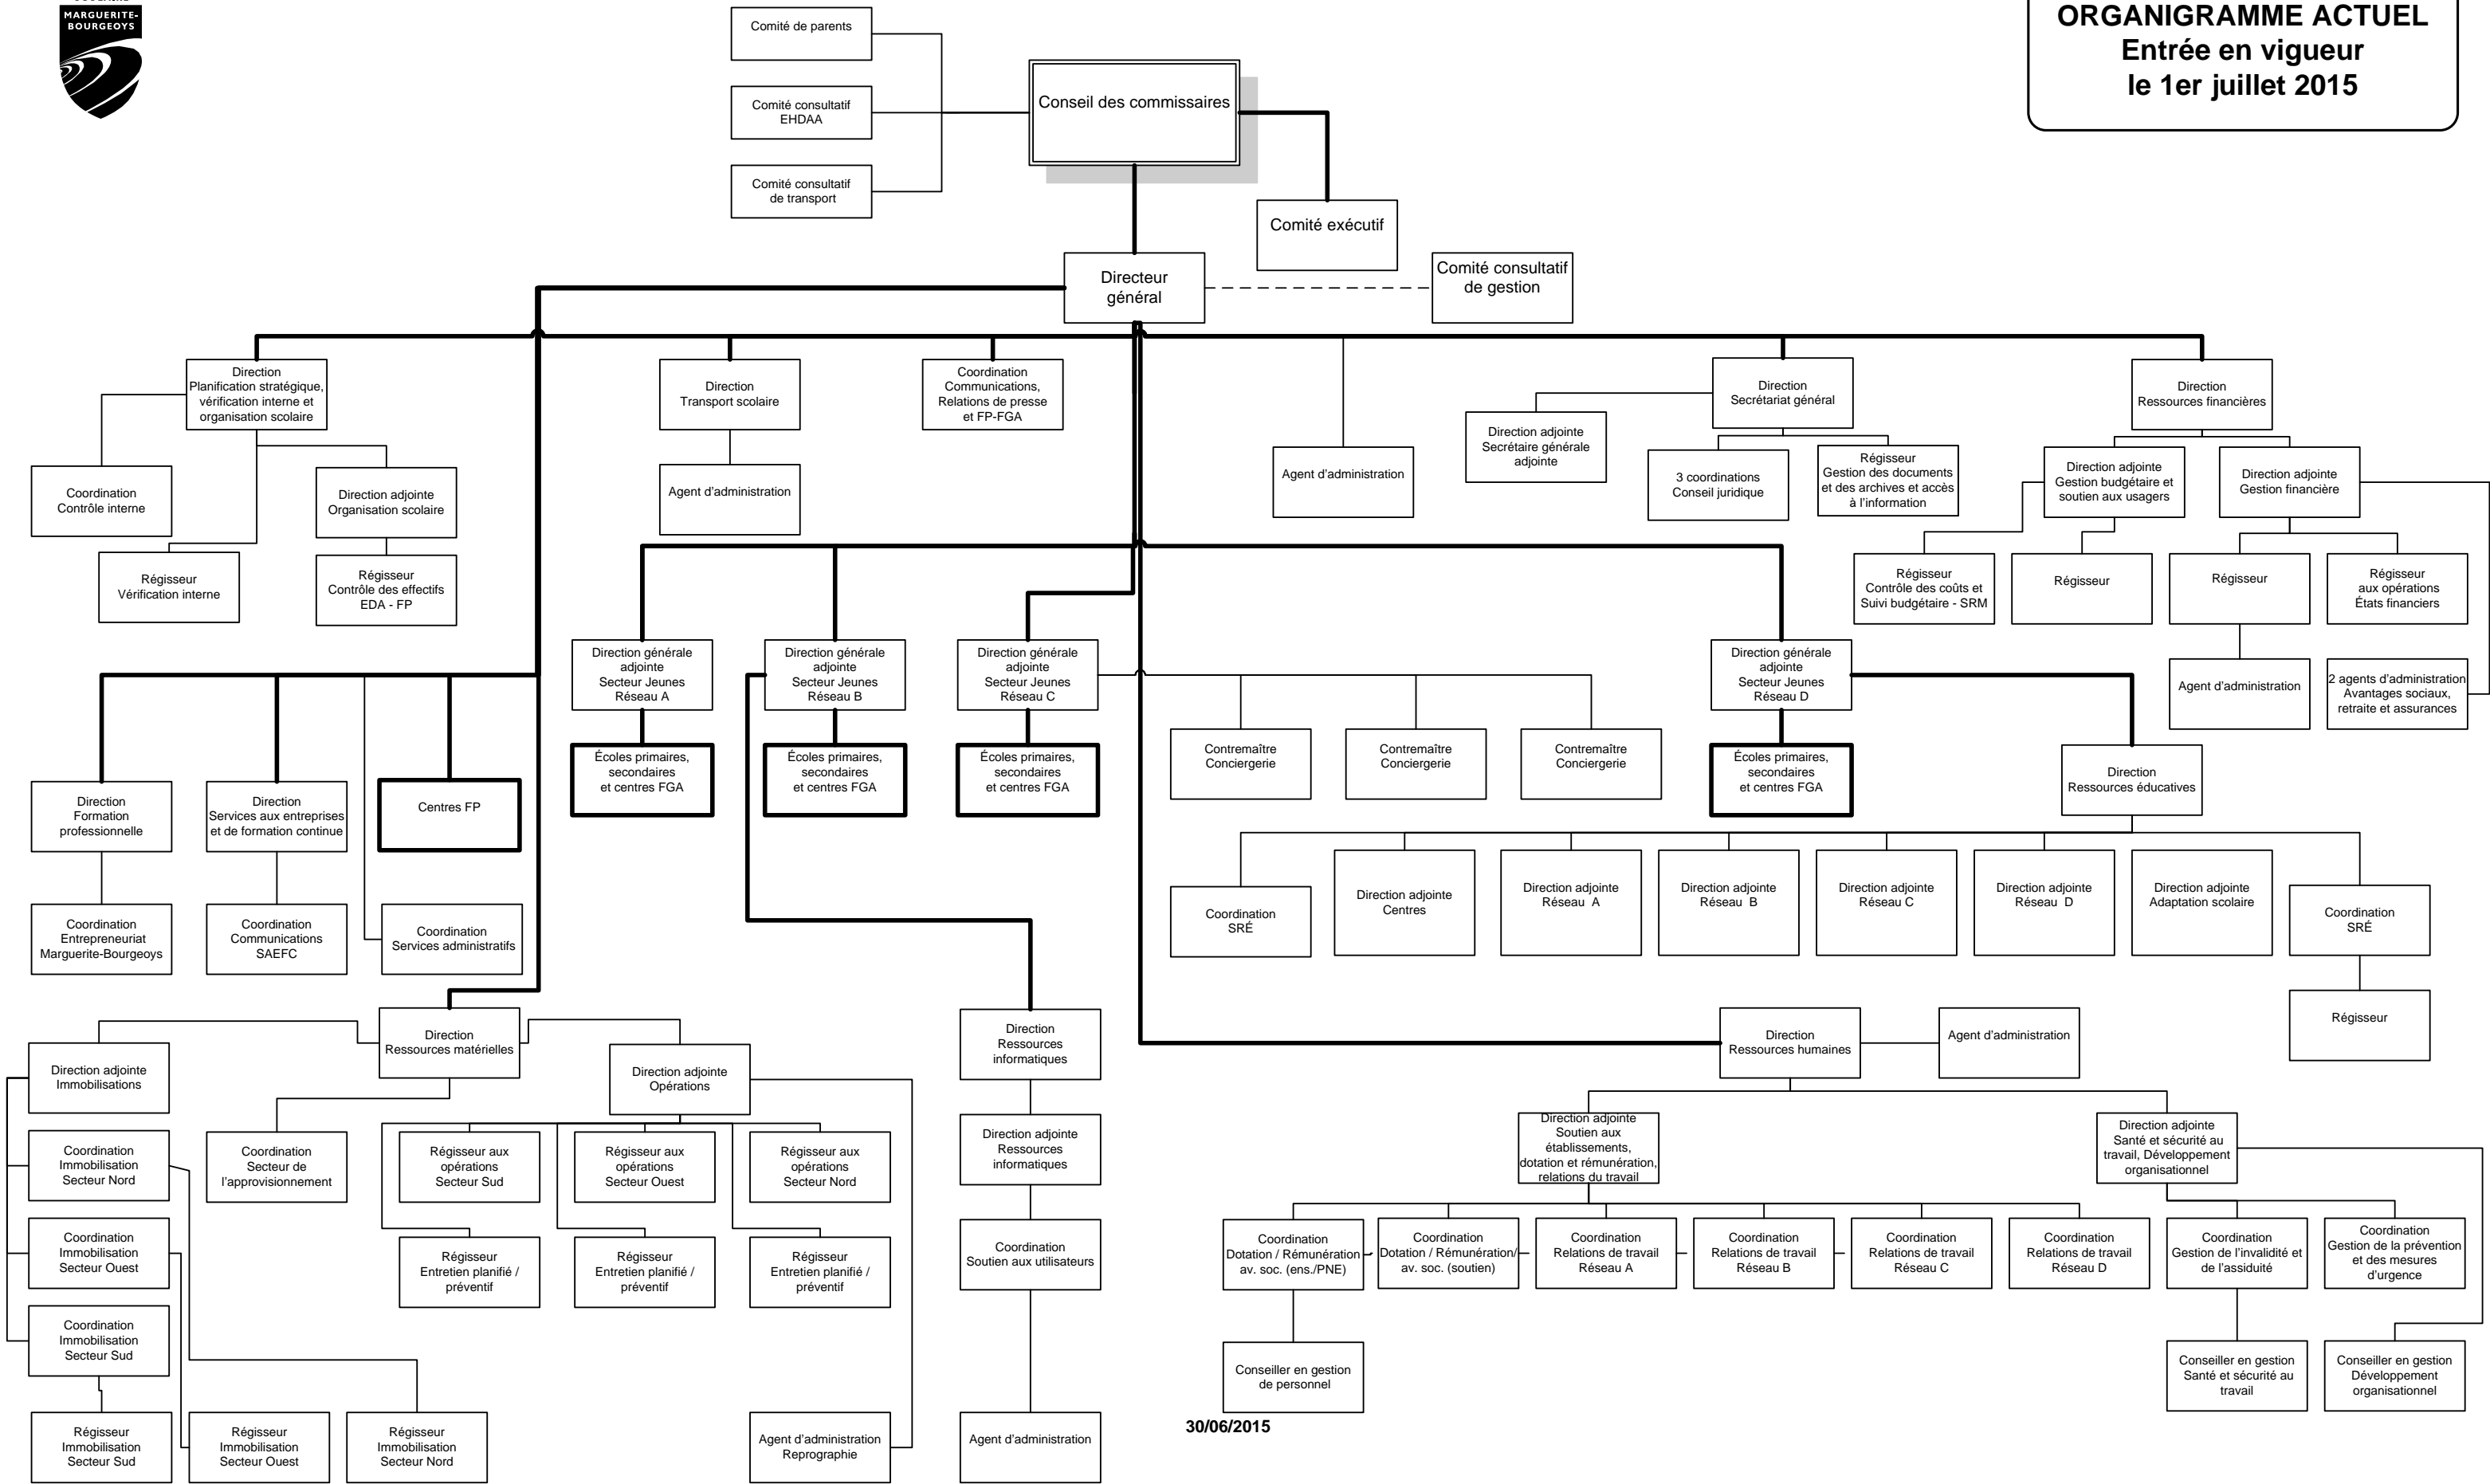 MARGUERITE-
BOURGEOYS
ORGANIGRAMME ACTUEL
Entrée en vigueur
le 1er juillet 2015
Comité de parents
Comité consultatif
EHDAA
Comité consultatif
de transport
Conseil des commissaires
Comité exécutif
Directeur
général
Comité consultatif
de gestion
Direction
Planification stratégique,
vérification interne et
organisation scolaire
Direction
Transport scolaire
Coordination
Communications,
Relations de presse
et FP-FGA
Direction
Secrétariat général
Direction
Ressources financières
Coordination
Contrôle interne
Direction adjointe
Organisation scolaire
Agent d'administration
Agent d'administration
Direction adjointe
Secrétaire générale
adjointe
3 coordinations
Conseil juridique
Régisseur
Gestion des documents
et des archives et accès
à l'information
Direction adjointe
Gestion budgétaire et
soutien aux usagers
Direction adjointe
Gestion financière
Régisseur
Vérification interne
Régisseur
Contrôle des effectifs
EDA - FP
Régisseur
Contrôle des coûts et
Suivi budgétaire - SRM
Régisseur
Régisseur
Régisseur
aux opérations
États financiers
Direction générale
adjointe
Secteur Jeunes
Réseau A
Direction générale
adjointe
Secteur Jeunes
Réseau B
Direction générale
adjointe
Secteur Jeunes
Réseau C
Direction générale
adjointe
Secteur Jeunes
Réseau D
Agent d'administration
2 agents d'administration
Avantages sociaux,
retraite et assurances
Écoles primaires,
secondaires
et centres FGA
Écoles primaires,
secondaires
et centres FGA
Écoles primaires,
secondaires
et centres FGA
Contremaître
Conciergerie
Contremaître
Conciergerie
Contremaître
Conciergerie
Écoles primaires,
secondaires
et centres FGA
Direction
Ressources éducatives
Direction
Formation
professionnelle
Direction
Services aux entreprises
et de formation continue
Centres FP
Coordination
Entrepreneuriat
Marguerite-Bourgeoys
Coordination
Communications
SAEFC
Coordination
Services administratifs
Coordination
SRÉ
Direction adjointe
Centres
Direction adjointe
Réseau A
Direction adjointe
Réseau B
Direction adjointe
Réseau C
Direction adjointe
Réseau D
Direction adjointe
Adaptation scolaire
Coordination
SRÉ
Régisseur
Direction
Ressources matérielles
Direction
Ressources
informatiques
Direction
Ressources humaines
Agent d'administration
Direction adjointe
Immobilisations
Direction adjointe
Opérations
Coordination
Immobilisation
Secteur Nord
Coordination
Secteur de
l'approvisionnement
Régisseur aux
opérations
Secteur Sud
Régisseur aux
opérations
Secteur Ouest
Régisseur aux
opérations
Secteur Nord
Direction adjointe
Ressources
informatiques
Direction adjointe
Soutien aux
établissements,
dotation et rémunération,
relations du travail
Direction adjointe
Santé et sécurité au
travail, Développement
organisationnel
Coordination
Immobilisation
Secteur Ouest
Régisseur
Entretien planifié /
préventif
Régisseur
Entretien planifié /
préventif
Régisseur
Entretien planifié /
préventif
Coordination
Soutien aux utilisateurs
Coordination
Dotation / Rémunération
av. soc. (ens./PNE)
Coordination
Dotation / Rémunération/
av. soc. (soutien)
Coordination
Relations de travail
Réseau A
Coordination
Relations de travail
Réseau B
Coordination
Relations de travail
Réseau C
Coordination
Relations de travail
Réseau D
Coordination
Gestion de l'invalidité et
de l'assiduité
Coordination
Gestion de la prévention
et des mesures
d'urgence
Coordination
Immobilisation
Secteur Sud
Conseiller en gestion
de personnel
Conseiller en gestion
Santé et sécurité au
travail
Conseiller en gestion
Développement
organisationnel
Régisseur
Immobilisation
Secteur Sud
Régisseur
Immobilisation
Secteur Ouest
Régisseur
Immobilisation
Secteur Nord
Agent d'administration
Reprographie
Agent d'administration
30/06/2015